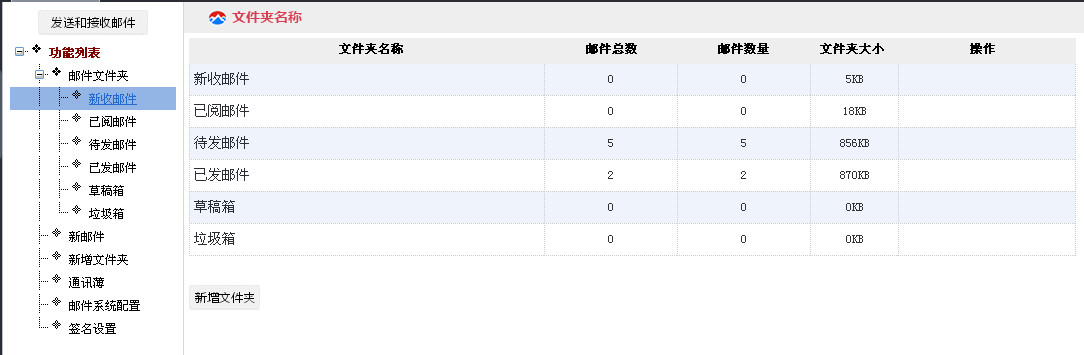 发送和接收邮件
功能列表
邮件文件夹
新收邮件
已阅邮件
待发邮件
已发邮件
草稿箱
垃圾箱
新邮件
新增文件夹
通讯薄
邮件系统配置
签名设置
文件夹名称
文件夹名称 邮件总数 邮件数量 文件夹大小 操作
新收邮件 0 0 5KB
已阅邮件 0 0 18KB
待发邮件 5 5 856KB
已发邮件 2 2 870KB
草稿箱 0 0 0KB
垃圾箱 0 0 0KB
新增文件夹